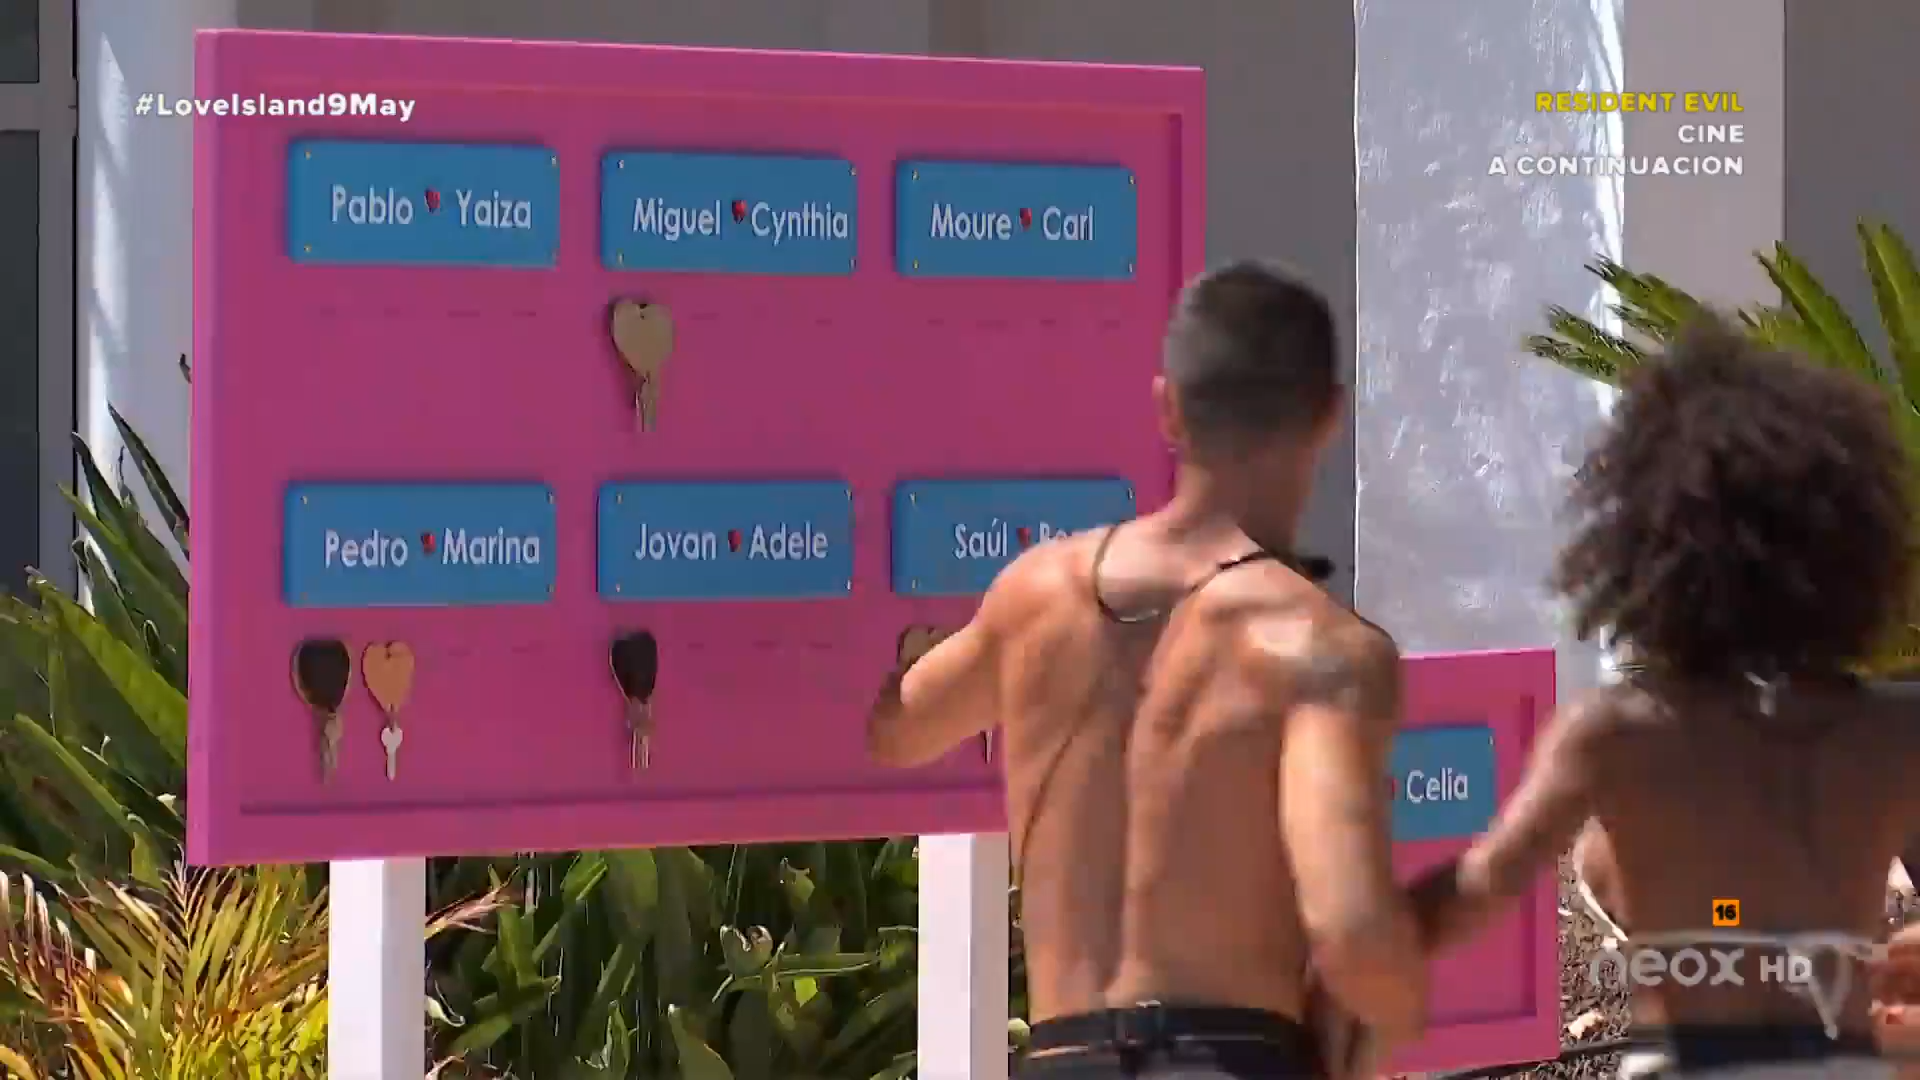 #LoveIsland9May
RESIDENT EVIL
CINE
A CONTINUACION
Pablo Yaiza
Miguel Cynthia
Moure Carl
Pedro Marina
Jovan Adele
Saúl
Celia
16
neox HD